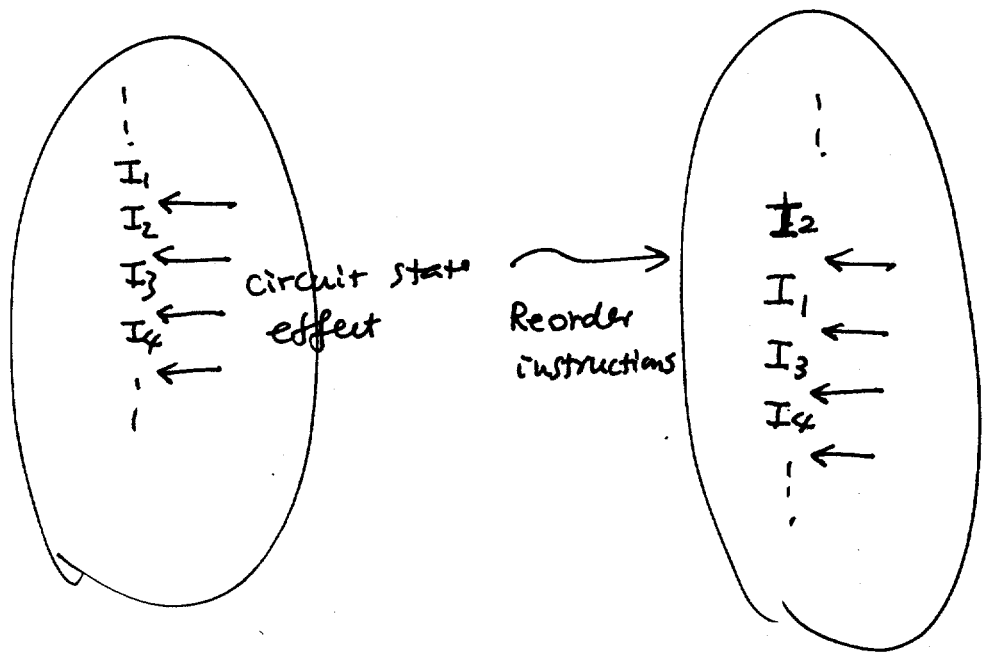 I1
I2
I3
I4
circuit state
effect
Reorder
instructions
I2
I1
I3
I4